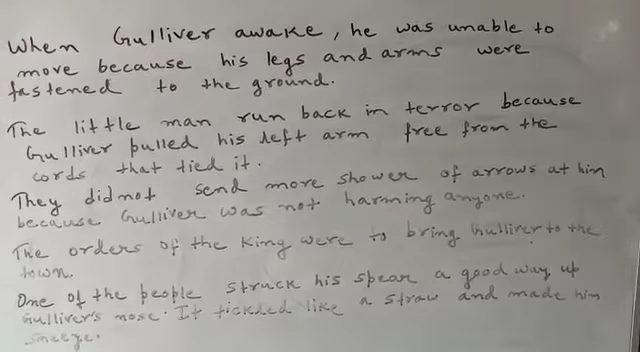 When Gulliver awake, he was unable to
move because his legs and arms were
fastened to the ground.
The little man run back in terror because
Gulliver pulled his left arm free from the
cords that tied it.
They didnot send more shower of arrows at him
because Gulliver was not harming anyone.
The orders of the King were to bring Gulliver to the
town.
One of the people struck his spear a good way up
Gulliver's nose. It tickded like a straw and made him
sneeze.